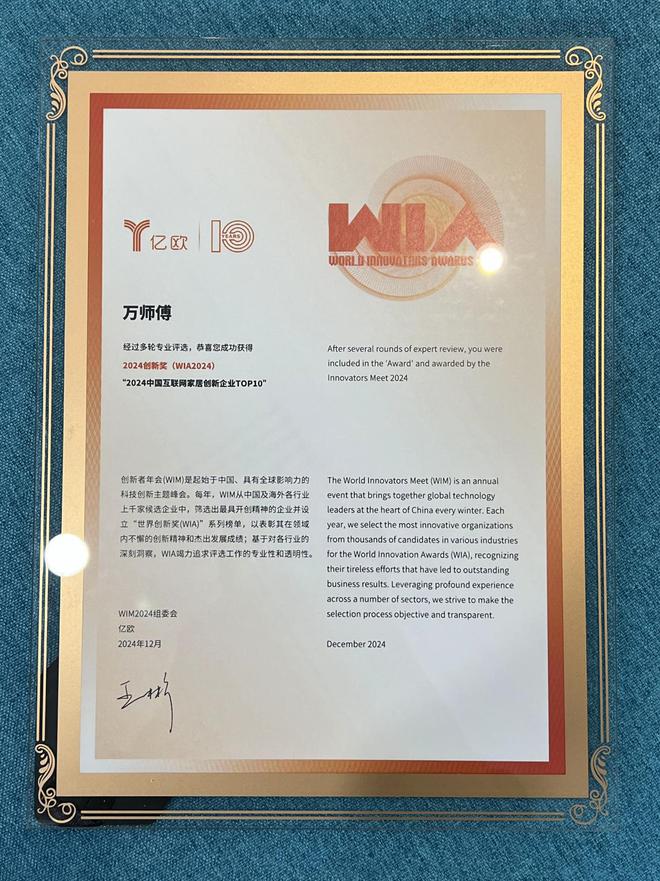 亿欧
10
YEARS
WIA
WORLD INNOVATORS AWARDS
万师傅
经过多轮专业评选，恭喜您成功获得
2024创新奖（WIA2024）
“2024中国互联网家居创新企业TOP10”
After several rounds of expert review, you were
included in the 'Award' and awarded by the
Innovators Meet 2024
创新者年会(WIM)是起始于中国、具有全球影响力的
科技创新主题峰会。每年，WIM从中国及海外各行业
上千家候选企业中，筛选出最具开创精神的企业并设
立“世界创新奖(WIA)”系列榜单，以表彰其在领域
内不懈的创新精神和杰出发展成绩；基于对各行业的
深刻洞察，WIA竭力追求评选工作的专业性和透明性。
The World Innovators Meet (WIM) is an annual
event that brings together global technology
leaders at the heart of China every winter. Each
year, we select the most innovative organizations
from thousands of candidates in various industries
for the World Innovation Awards (WIA), recognizing
their tireless efforts that have led to outstanding
business results. Leveraging profound experience
across a number of sectors, we strive to make the
selection process objective and transparent.
WIM2024组委会
亿欧
2024年12月
December 2024
王彬